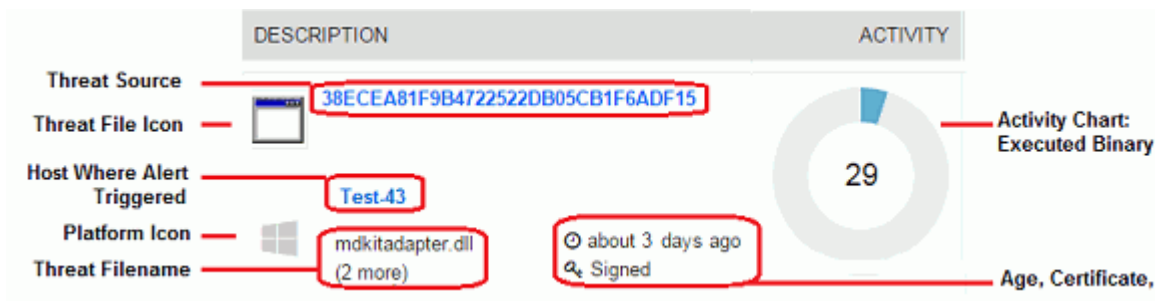 DESCRIPTION ACTIVITY
Threat Source
38ECEA81F9B4722522DB05CB1F6ADF15
Threat File Icon
Activity Chart:
Executed Binary
29
Host Where Alert
Triggered
Test-43
Platform Icon
mdkitadapter.dll
about 3 days ago
Threat Filename
(2 more)
Signed
Age, Certificate,